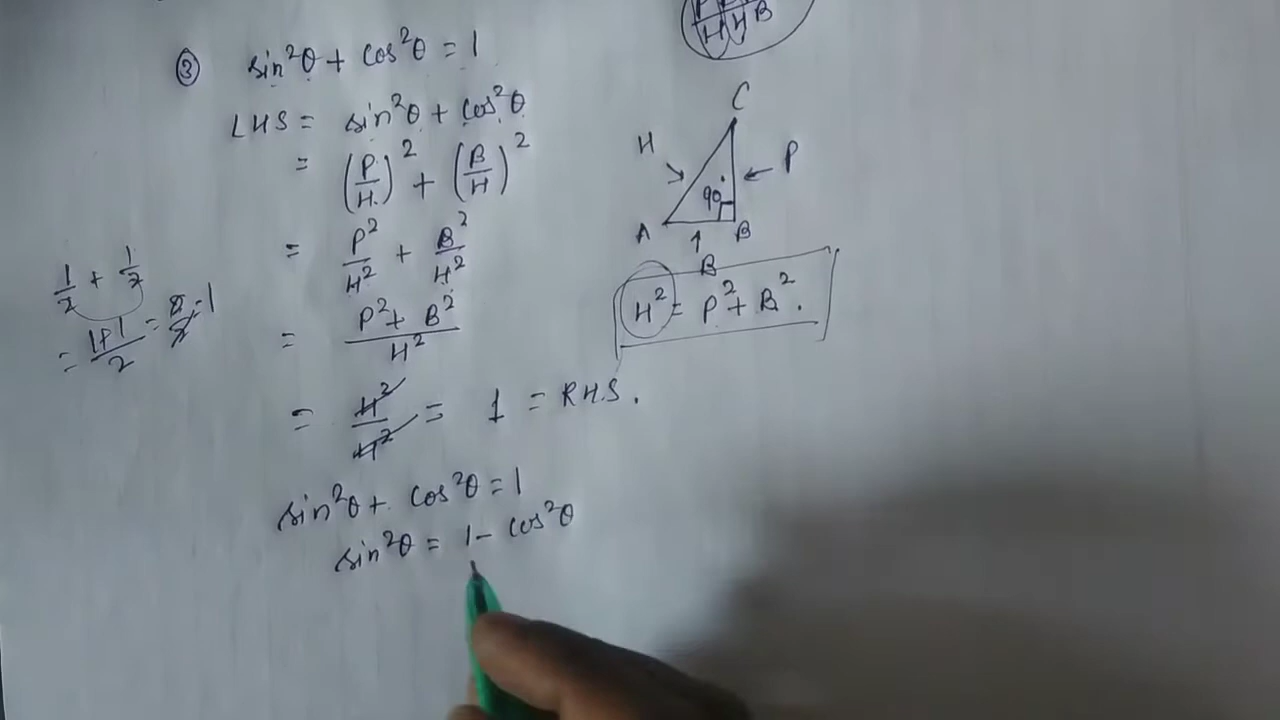 ③ sin²θ + cos²θ = 1
LHS = sin²θ + cos²θ
= (P/H)² + (B/H)²
= P²/H² + B²/H²
= P² + B² / H²
= H²/H² = 1 = RHS.
sin²θ + cos²θ = 1
sin²θ = 1 - cos²θ
1/2 + 1/2
= 1+1/2 = 2/2 = 1
H B
C
H P
90
A B
B
H² = P² + B².